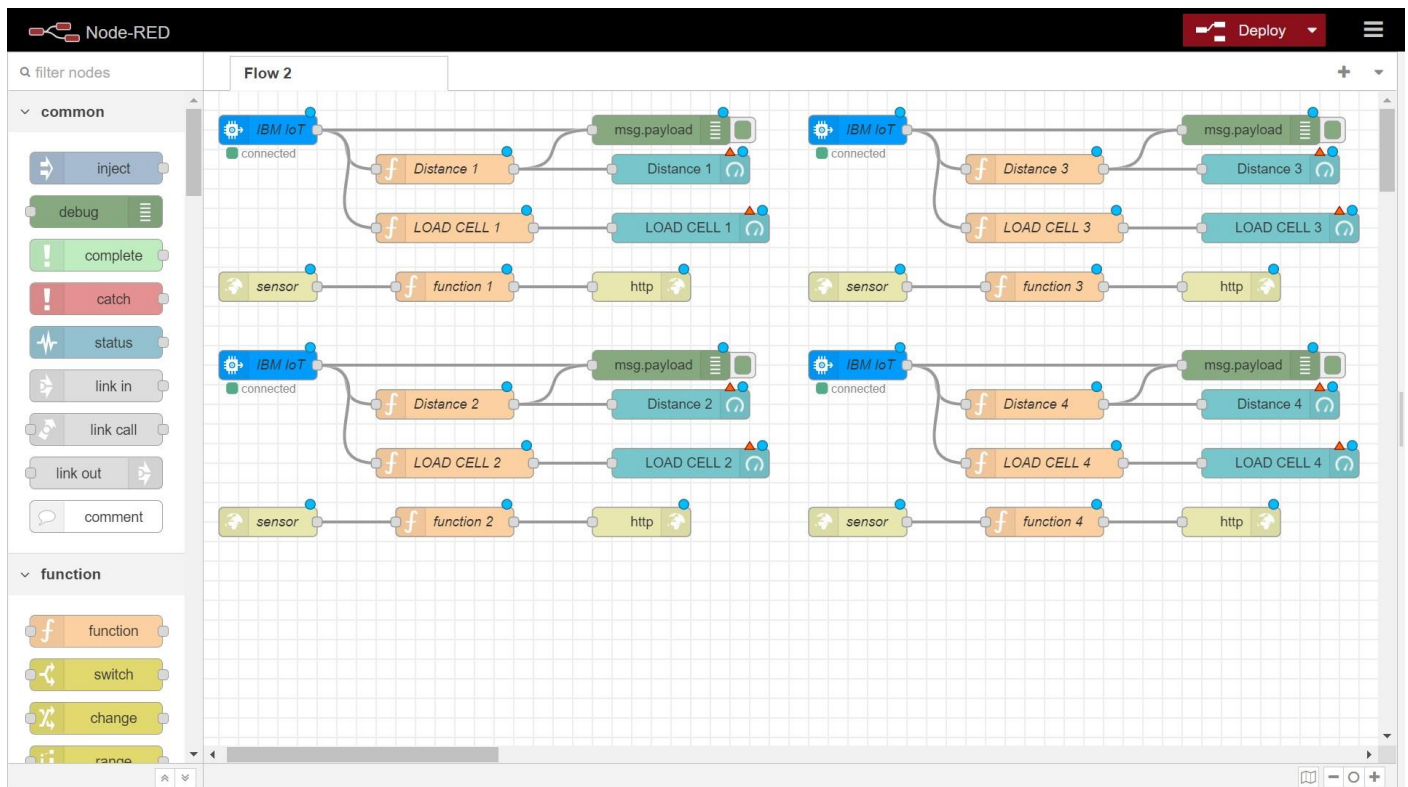 Node-RED
Deploy
filter nodes
Flow 2
common
inject
debug
complete
catch
status
link in
link call
link out
comment
function
function
switch
change
range
IBM IoT
connected
msg.payload
Distance 1
Distance 1
LOAD CELL 1
LOAD CELL 1
sensor
function 1
http
IBM IoT
connected
msg.payload
Distance 3
Distance 3
LOAD CELL 3
LOAD CELL 3
sensor
function 3
http
IBM IoT
connected
msg.payload
Distance 2
Distance 2
LOAD CELL 2
LOAD CELL 2
sensor
function 2
http
IBM IoT
connected
msg.payload
Distance 4
Distance 4
LOAD CELL 4
LOAD CELL 4
sensor
function 4
http